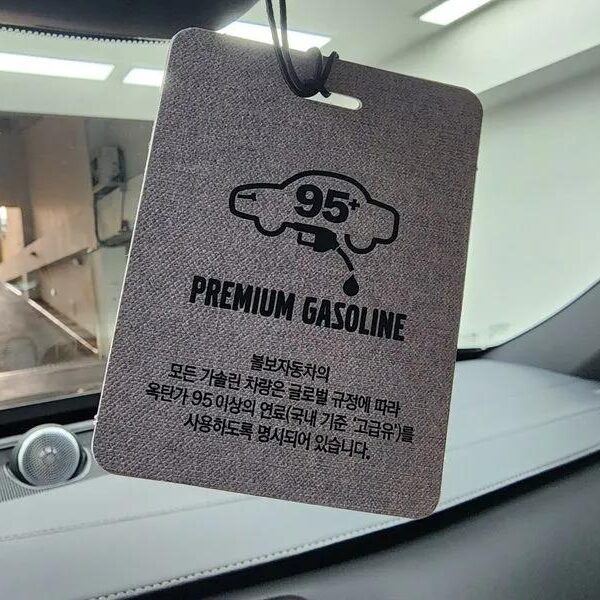 95+
PREMIUM GASOLINE
볼보자동차의
모든 가솔린 차량은 글로벌 규정에 따라
옥탄가 95 이상의 연료(국내 기준 '고급유')를
사용하도록 명시되어 있습니다.